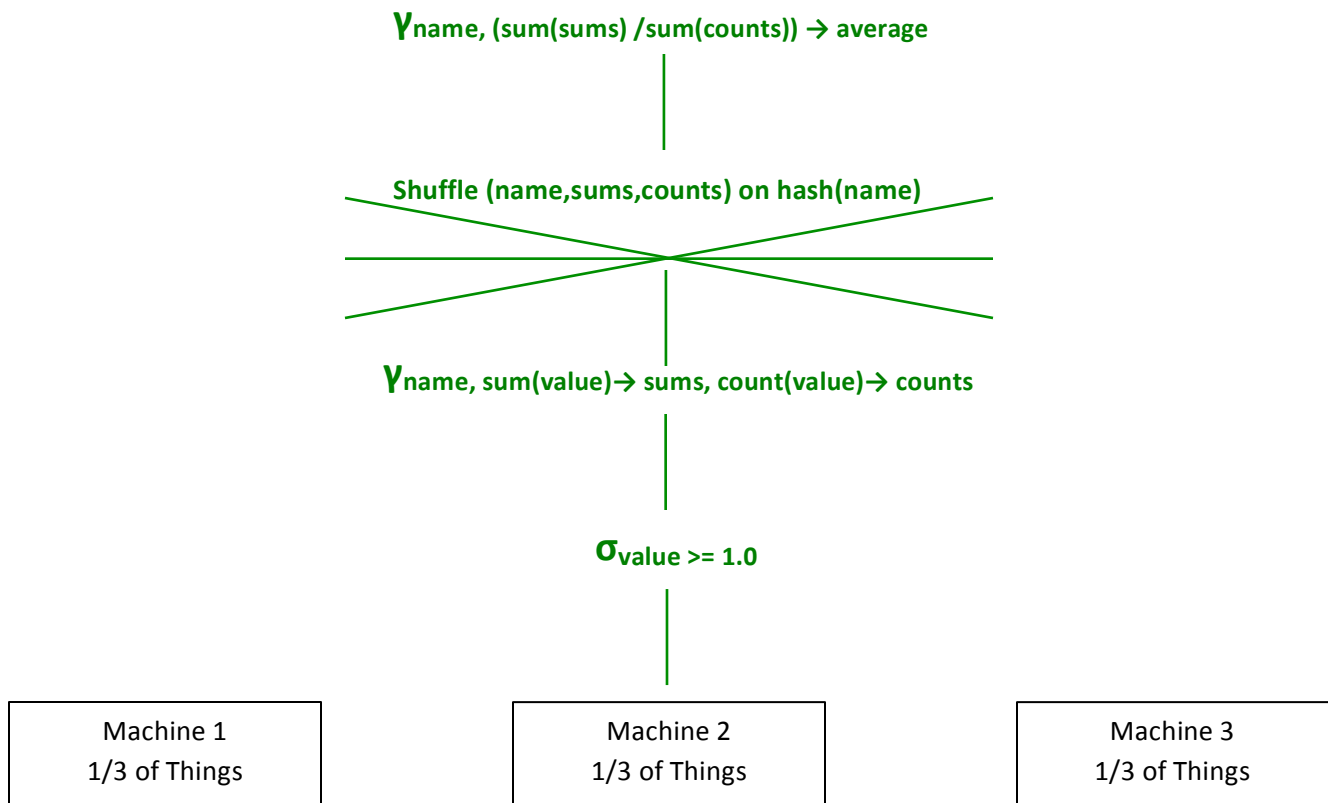 γname, (sum(sums) /sum(counts)) → average
Shuffle (name,sums,counts) on hash(name)
γname, sum(value)→ sums, count(value)→ counts
σvalue >= 1.0
Machine 1
1/3 of Things
Machine 2
1/3 of Things
Machine 3
1/3 of Things